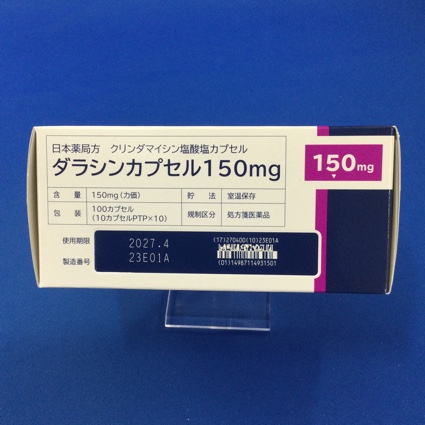 日本薬局方 クリンダマイシン塩酸塩カプセル
ダラシンカプセル150mg
150mg
含量 150mg(力価) 貯法 室温保存
包装 100カプセル (10カプセルPTP×10) 規制区分 処方箋医薬品
使用期限 2027.4
製造番号 23E01A
(17)270400(10)23E01A
(01)14987114931501